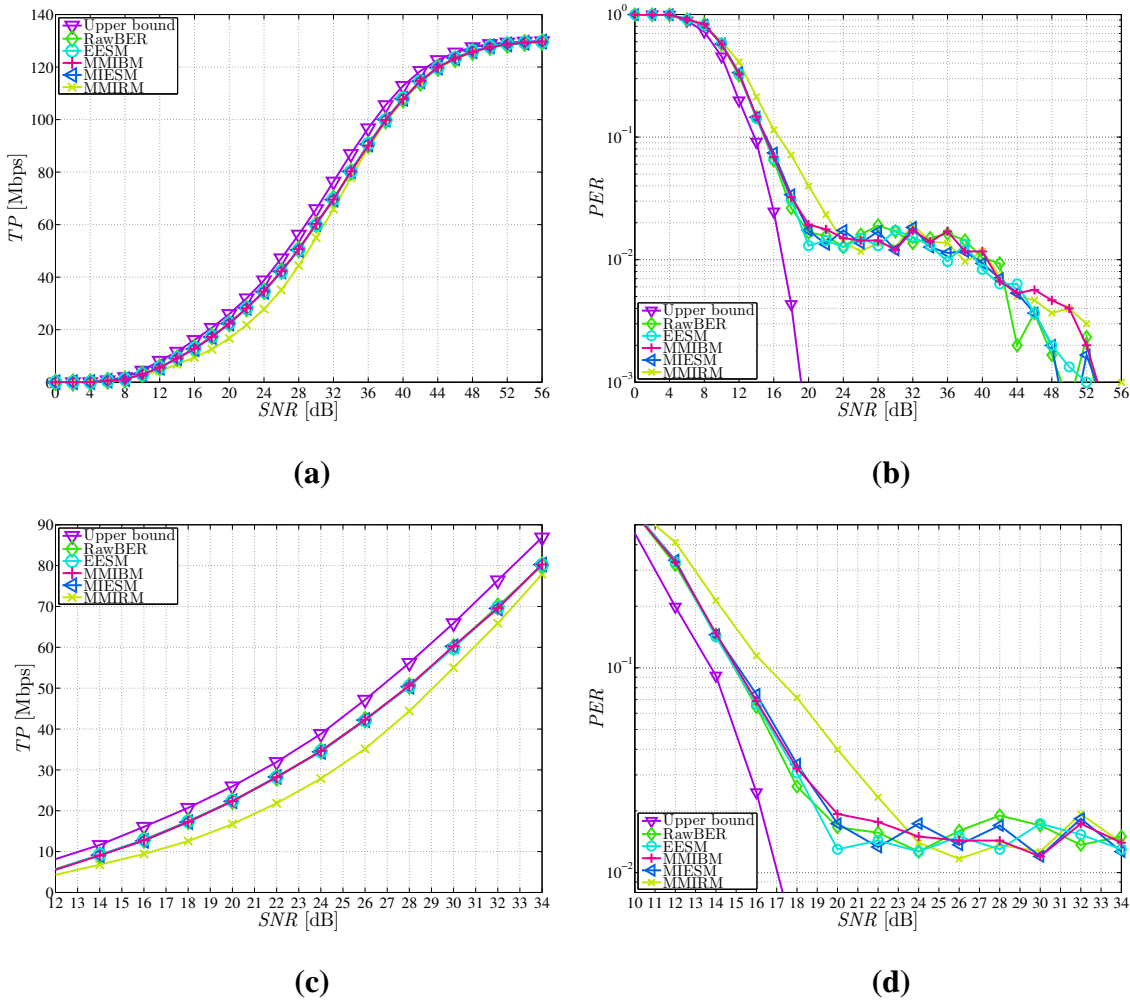 140
120
100
80
60
40
20
0
TP [Mbps]
Upper bound
RawBER
EESM
MMIBM
MIESM
MMIRM
0 4 8 12 16 20 24 28 32 36 40 44 48 52 56
SNR [dB]
(a)
10^0
10^-1
10^-2
10^-3
PER
Upper bound
RawBER
EESM
MMIBM
MIESM
MMIRM
0 4 8 12 16 20 24 28 32 36 40 44 48 52 56
SNR [dB]
(b)
90
80
70
60
50
40
30
20
10
0
TP [Mbps]
Upper bound
RawBER
EESM
MMIBM
MIESM
MMIRM
12 13 14 15 16 17 18 19 20 21 22 23 24 25 26 27 28 29 30 31 32 33 34
SNR [dB]
(c)
10^-1
10^-2
PER
Upper bound
RawBER
EESM
MMIBM
MIESM
MMIRM
10 11 12 13 14 15 16 17 18 19 20 21 22 23 24 25 26 27 28 29 30 31 32 33 34
SNR [dB]
(d)